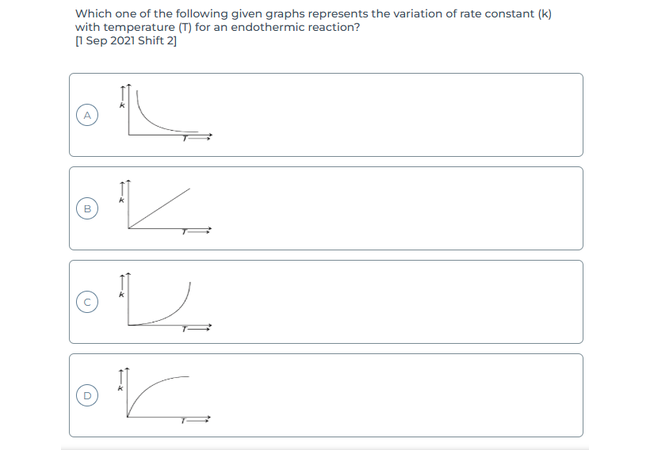 Which one of the following given graphs represents the variation of rate constant (k)
with temperature (T) for an endothermic reaction?
[1 Sep 2021 Shift 2]
A
k
T
B
k
T
C
k
T
D
k
T